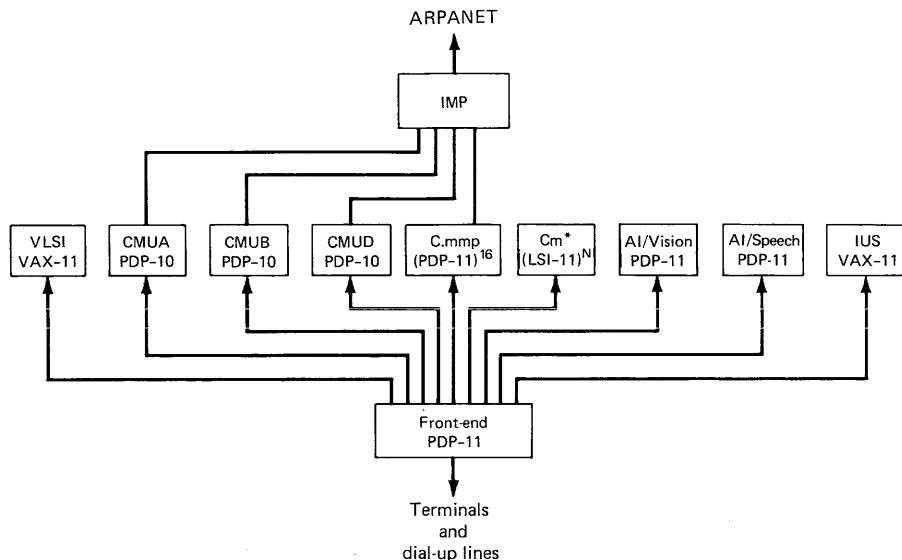 ARPANET
IMP
VLSI
VAX-11
CMUA
PDP-10
CMUB
PDP-10
CMUD
PDP-10
C.mmp
(PDP-11)¹⁶
Cm*
(LSI-11)ᴺ
AI/Vision
PDP-11
AI/Speech
PDP-11
IUS
VAX-11
Front-end
PDP-11
Terminals
and
dial-up lines